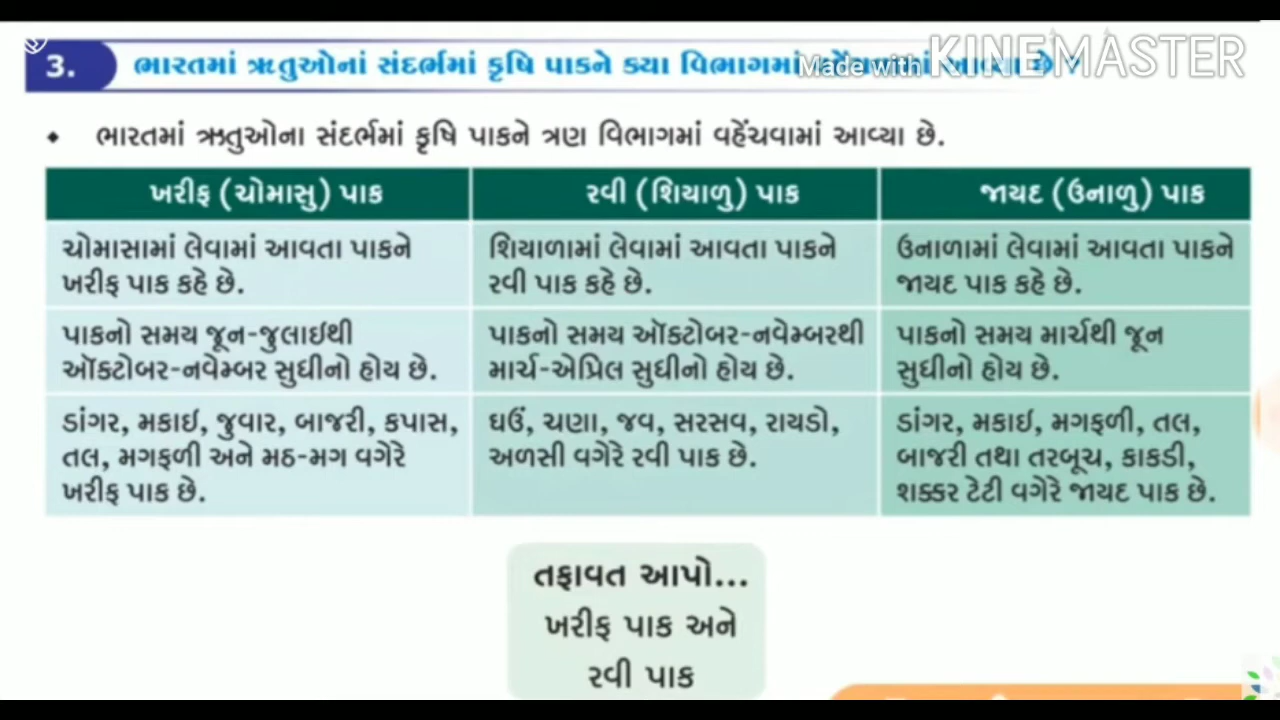 3. ભારતમાં ઋતુઓનાં સંદર્ભમાં કૃષિ પાકને ક્યા વિભાગમાં આવ્યા છે ?
Made with KINEMASTER
♦ ભારતમાં ઋતુઓના સંદર્ભમાં કૃષિ પાકને ત્રણ વિભાગમાં વહેંચવામાં આવ્યા છે.
ખરીફ (ચોમાસુ) પાક
ચોમાસામાં લેવામાં આવતા પાકને
ખરીફ પાક કહે છે.
પાકનો સમય જૂન-જુલાઈથી
ઑક્ટોબર-નવેમ્બર સુધીનો હોય છે.
ડાંગર, મકાઈ, જુવાર, બાજરી, કપાસ,
તલ, મગફળી અને મઠ-મગ વગેરે
ખરીફ પાક છે.
રવી (શિયાળુ) પાક
શિયાળામાં લેવામાં આવતા પાકને
રવી પાક કહે છે.
પાકનો સમય ઑક્ટોબર-નવેમ્બરથી
માર્ચ-એપ્રિલ સુધીનો હોય છે.
ઘઉં, ચણા, જવ, સરસવ, રાયડો,
અળસી વગેરે રવી પાક છે.
જાયદ (ઉનાળુ) પાક
ઉનાળામાં લેવામાં આવતા પાકને
જાયદ પાક કહે છે.
પાકનો સમય માર્ચથી જૂન
સુધીનો હોય છે.
ડાંગર, મકાઈ, મગફળી, તલ,
બાજરી તથા તરબૂચ, કાકડી,
શક્કર ટેટી વગેરે જાયદ પાક છે.
તફાવત આપો...
ખરીફ પાક અને
રવી પાક